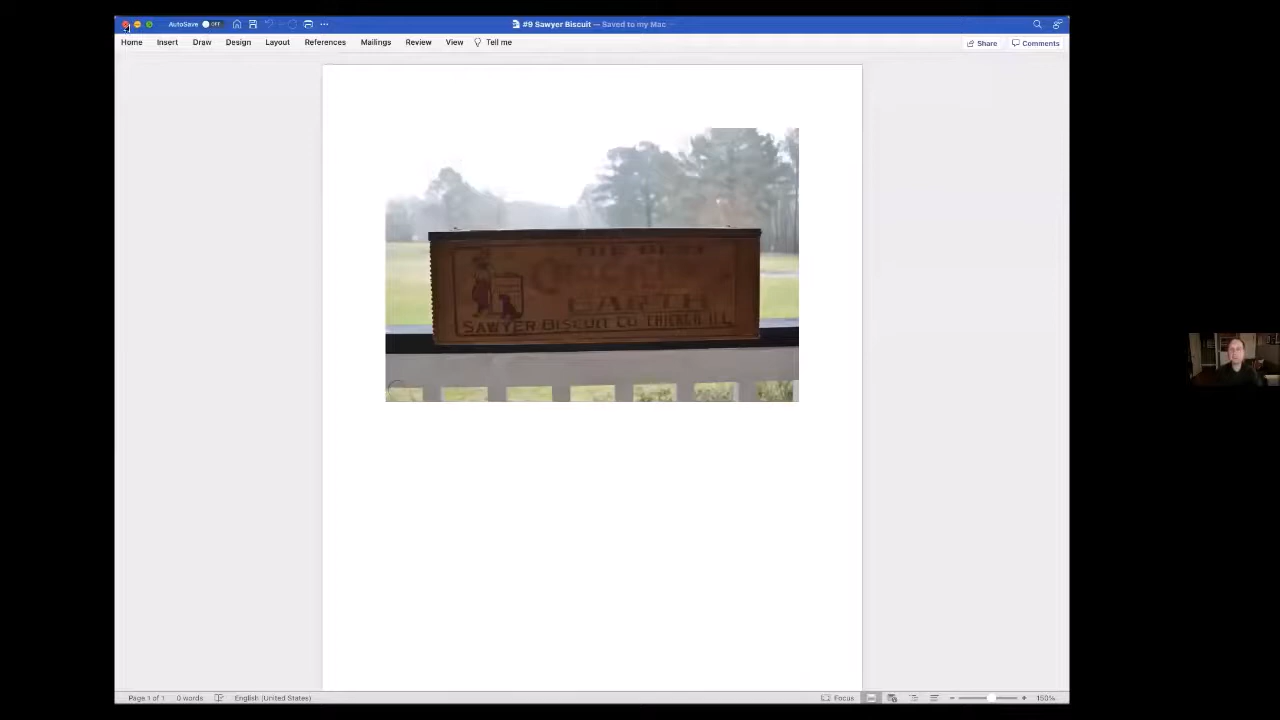 AutoSave OFF
#9 Sawyer Biscuit — Saved to my Mac
Home Insert Draw Design Layout References Mailings Review View Tell me
Share Comments
THE BEST
EARTH
SAWYER BISCUIT CO. CHICAGO. ILL.
Page 1 of 1 0 words English (United States)
Focus
150%